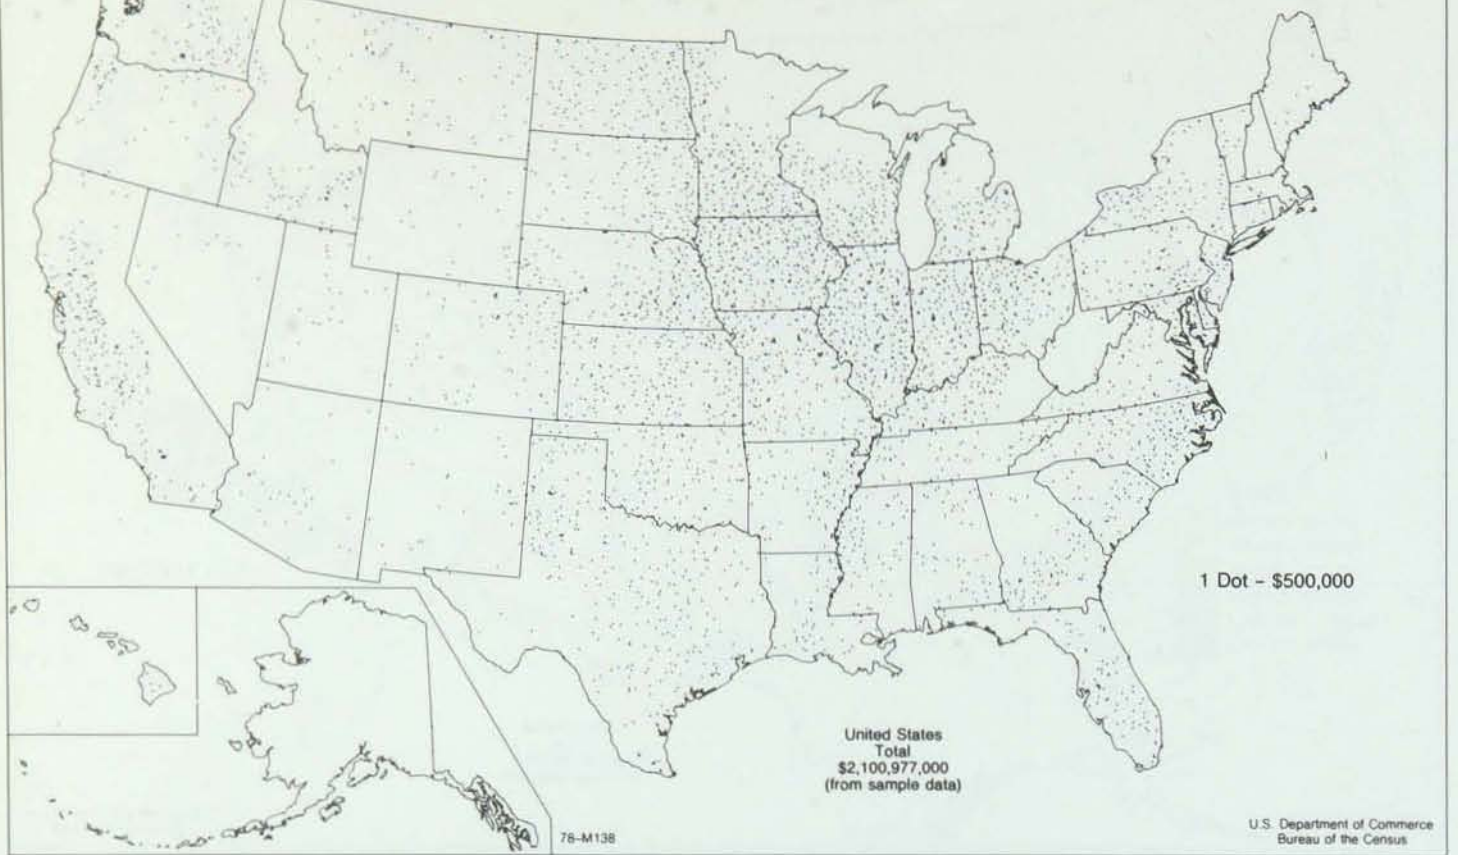 1 Dot - $500,000
United States
Total
$2,100,977,000
(from sample data)
78-M138
U.S. Department of Commerce
Bureau of the Census